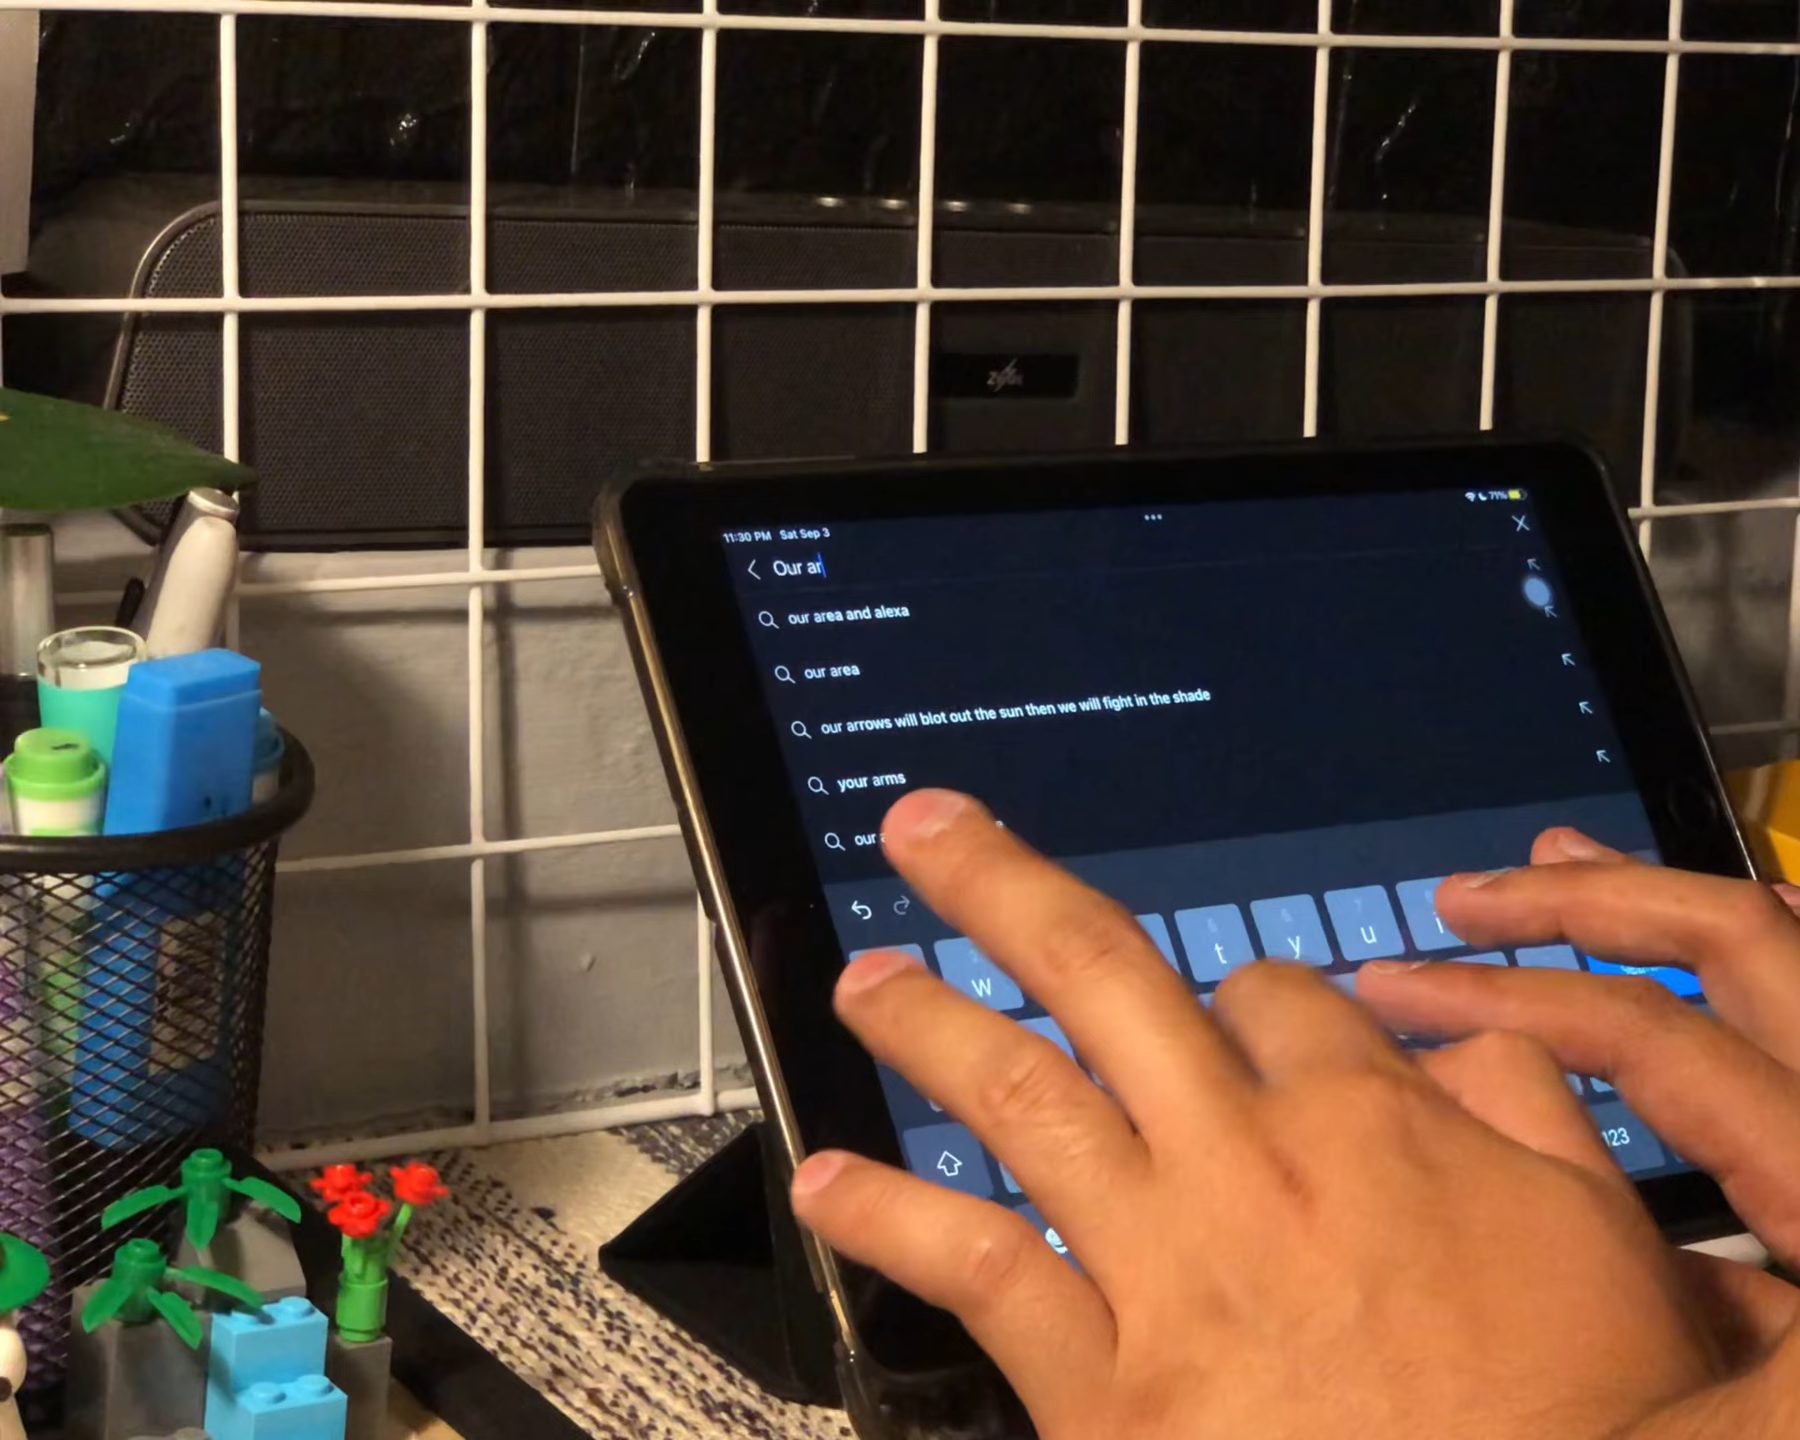 11:30 PM Sat Sep 3
71%
Our ar
our area and alexa
our area
our arrows will blot out the sun then we will fight in the shade
your arms
our
w
t
y
u
i
123